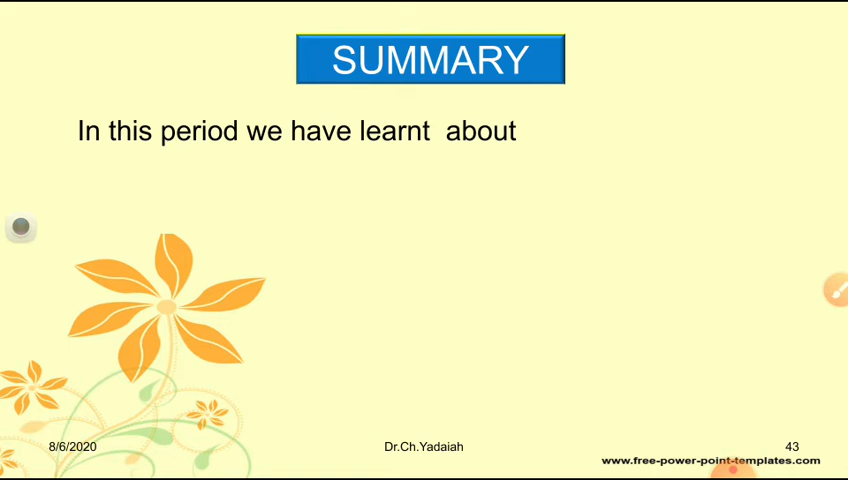 SUMMARY
In this period we have learnt about
8/6/2020
Dr.Ch.Yadaiah
43
www.free-power-point-templates.com